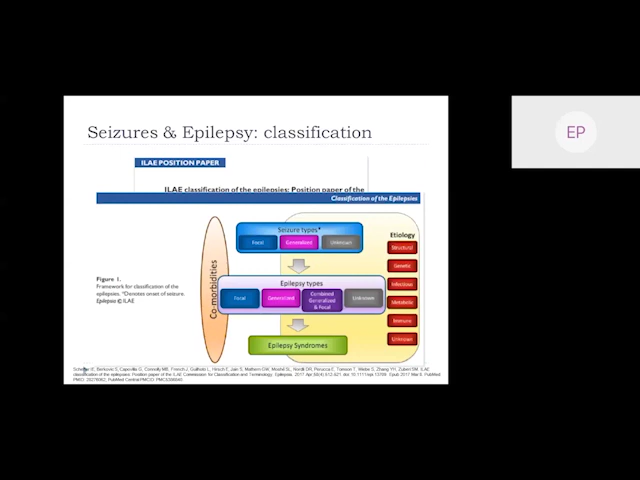 Seizures & Epilepsy: classification
EP
ILAE POSITION PAPER
ILAE classification of the epilepsies: Position paper of the
Classification of the Epilepsies
Seizure types*
Focal
Generalized
Unknown
Etiology
Structural
Genetic
Infectious
Metabolic
Immune
Unknown
Co-morbidities
Epilepsy types
Focal
Generalized
Combined
Generalized
& Focal
Unknown
Epilepsy Syndromes
Figure 1.
Framework for classification of the
epilepsies. *Denotes onset of seizure.
Epilepsia © ILAE